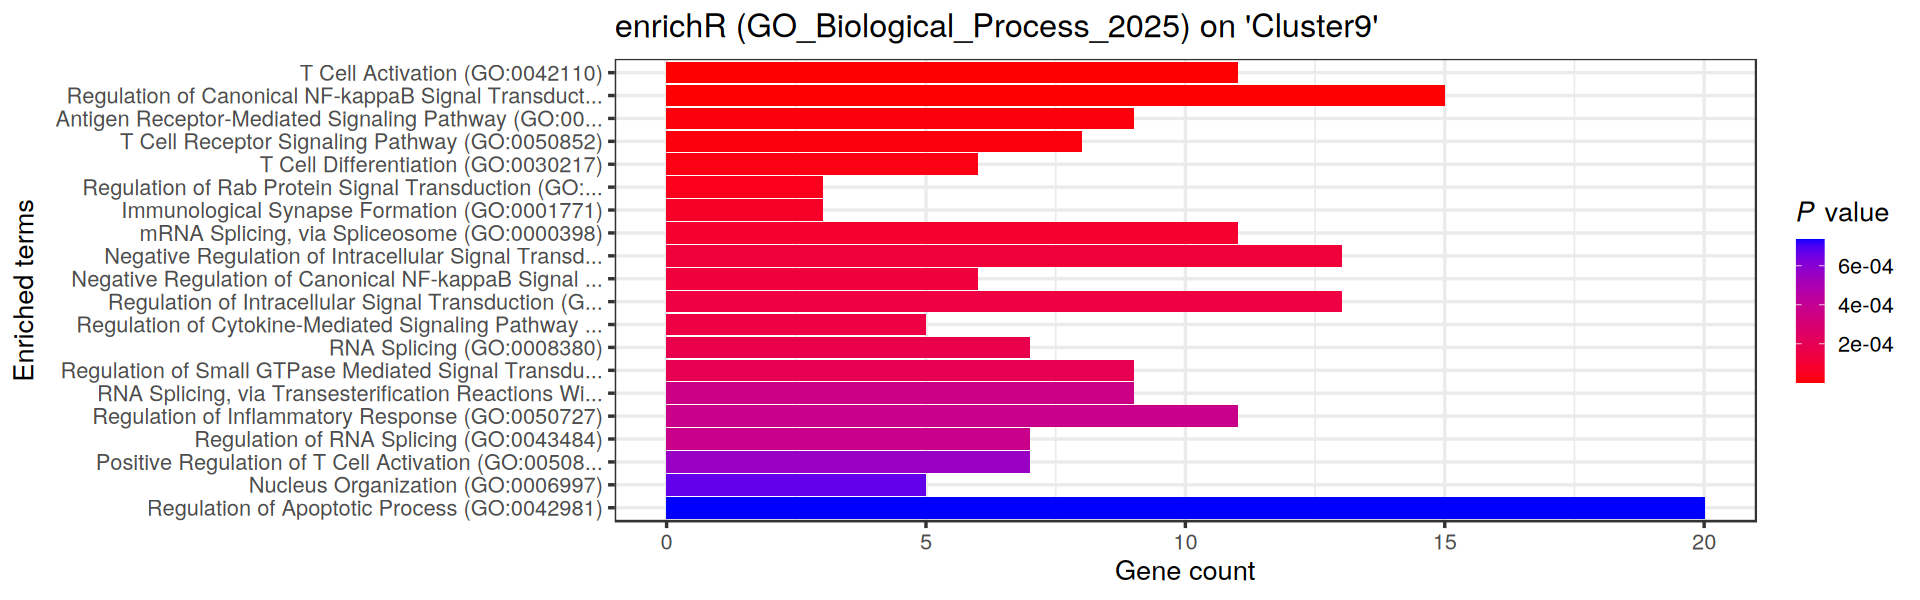 enrichR (GO_Biological_Process_2025) on 'Cluster9'
Enriched terms
T Cell Activation (GO:0042110)
Regulation of Canonical NF-kappaB Signal Transduct...
Antigen Receptor-Mediated Signaling Pathway (GO:00...
T Cell Receptor Signaling Pathway (GO:0050852)
T Cell Differentiation (GO:0030217)
Regulation of Rab Protein Signal Transduction (GO:...
Immunological Synapse Formation (GO:0001771)
mRNA Splicing, via Spliceosome (GO:0000398)
Negative Regulation of Intracellular Signal Transd...
Negative Regulation of Canonical NF-kappaB Signal ...
Regulation of Intracellular Signal Transduction (G...
Regulation of Cytokine-Mediated Signaling Pathway ...
RNA Splicing (GO:0008380)
Regulation of Small GTPase Mediated Signal Transdu...
RNA Splicing, via Transesterification Reactions Wi...
Regulation of Inflammatory Response (GO:0050727)
Regulation of RNA Splicing (GO:0043484)
Positive Regulation of T Cell Activation (GO:00508...
Nucleus Organization (GO:0006997)
Regulation of Apoptotic Process (GO:0042981)
0 5 10 15 20
Gene count
P value
6e-04
4e-04
2e-04